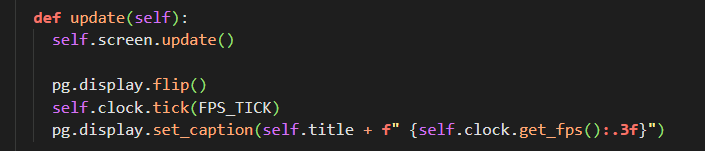 def update(self):
self.screen.update()
pg.display.flip()
self.clock.tick(FPS_TICK)
pg.display.set_caption(self.title + f" {self.clock.get_fps():.3f}")